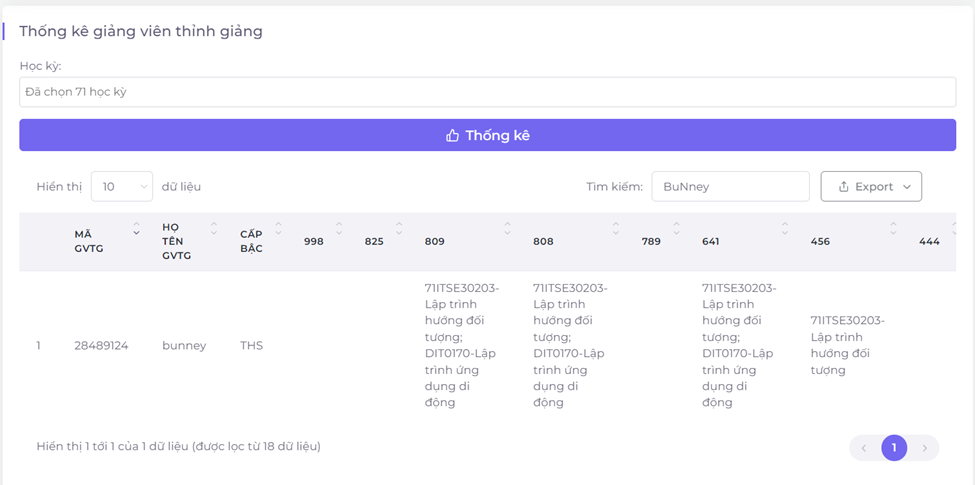 Thống kê giảng viên thỉnh giảng
Học kỳ:
Đã chọn 71 học kỳ
Thống kê
Hiển thị 10 dữ liệu
Tìm kiếm: BuNney Export
MÃ GVTG
HỌ TÊN GVTG
CẤP BẬC
998
825
809
808
789
641
456
444
1
28489124
bunney
THS
71ITSE30203-
Lập trình
hướng đối
tượng;
DIT0170-Lập
trình ứng
dụng di
động
71ITSE30203-
Lập trình
hướng đối
tượng;
DIT0170-Lập
trình ứng
dụng di
động
71ITSE30203-
Lập trình
hướng đối
tượng;
DIT0170-Lập
trình ứng
dụng di
động
71ITSE30203-
Lập trình
hướng đối
tượng
Hiển thị 1 tới 1 của 1 dữ liệu (được lọc từ 18 dữ liệu)
1